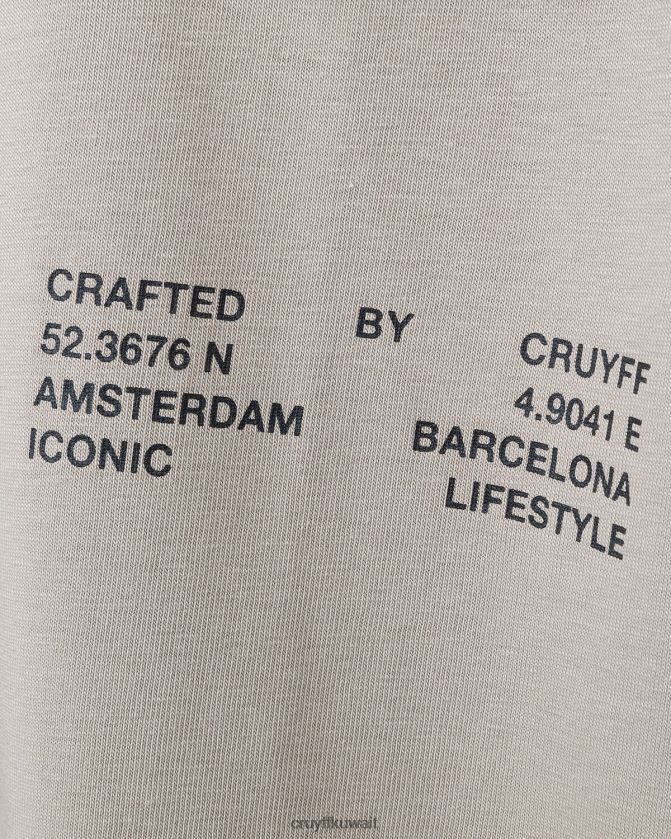 CRAFTED BY CRUYFF
52.3676 N 4.9041 E
AMSTERDAM BARCELONA
ICONIC LIFESTYLE
cruyffkuwait